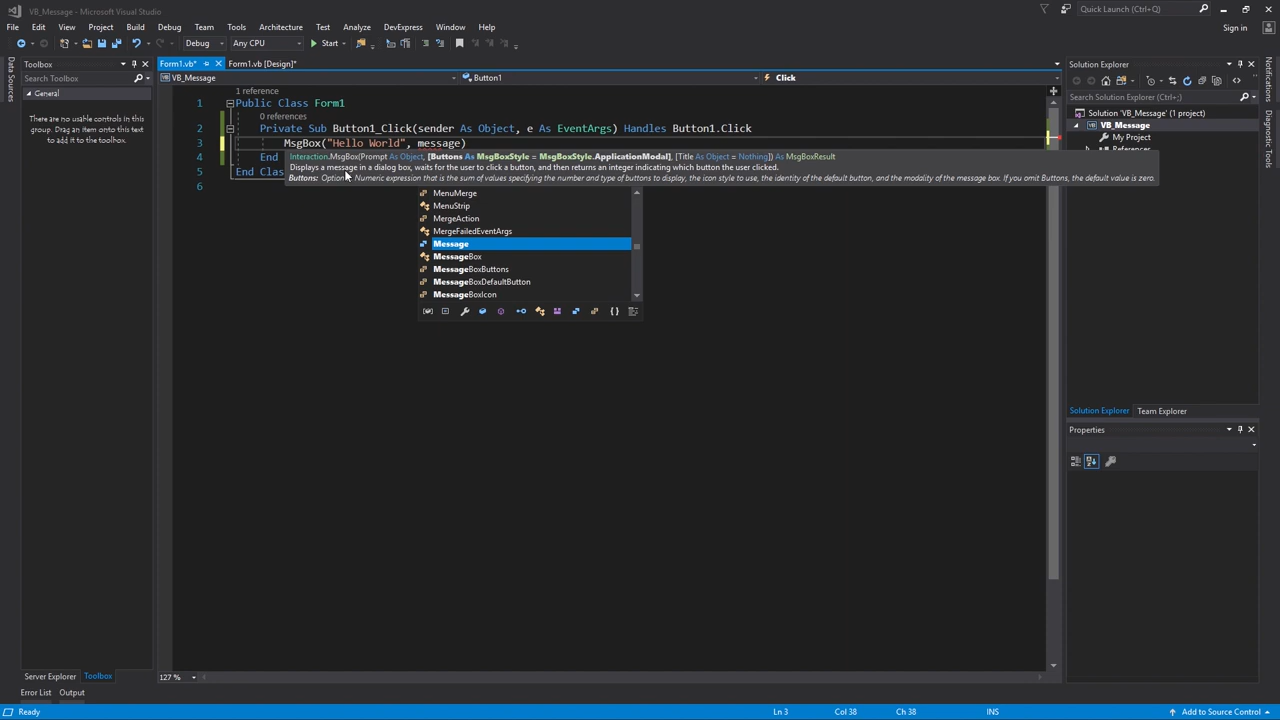 VB_Message - Microsoft Visual Studio
Quick Launch (Ctrl+Q)
File Edit View Project Build Debug Team Tools Architecture Test Analyze DevExpress Window Help
Sign in
Debug Any CPU Start
Data Sources
Toolbox
Search Toolbox
General
There are no usable controls in this
group. Drag an item onto this text
to add it to the toolbox.
Form1.vb* Form1.vb [Design]*
VB_Message Button1 Click
1 reference
1 Public Class Form1
0 references
2 Private Sub Button1_Click(sender As Object, e As EventArgs) Handles Button1.Click
3 MsgBox("Hello World", message)
4 End
5 End Clas
6
Interaction.MsgBox(Prompt As Object, [Buttons As MsgBoxStyle = MsgBoxStyle.ApplicationModal], [Title As Object = Nothing]) As MsgBoxResult
Displays a message in a dialog box, waits for the user to click a button, and then returns an integer indicating which button the user clicked.
Buttons: Numeric expression that is the sum of values specifying the number and type of buttons to display, the icon style to use, the identity of the default button, and the modality of the message box. If you omit Buttons, the default value is zero.
MenuMerge
MenuStrip
MergeAction
MergeFailedEventArgs
Message
MessageBox
MessageBoxButtons
MessageBoxDefaultButton
MessageBoxIcon
Solution Explorer
Search Solution Explorer (Ctrl+;)
Solution 'VB_Message' (1 project)
VB_Message
My Project
References
Solution Explorer Team Explorer
Properties
Notifications
Diagnostic Tools
127 %
Server Explorer Toolbox
Error List Output
Ready Ln 3 Col 38 Ch 38 INS Add to Source Control